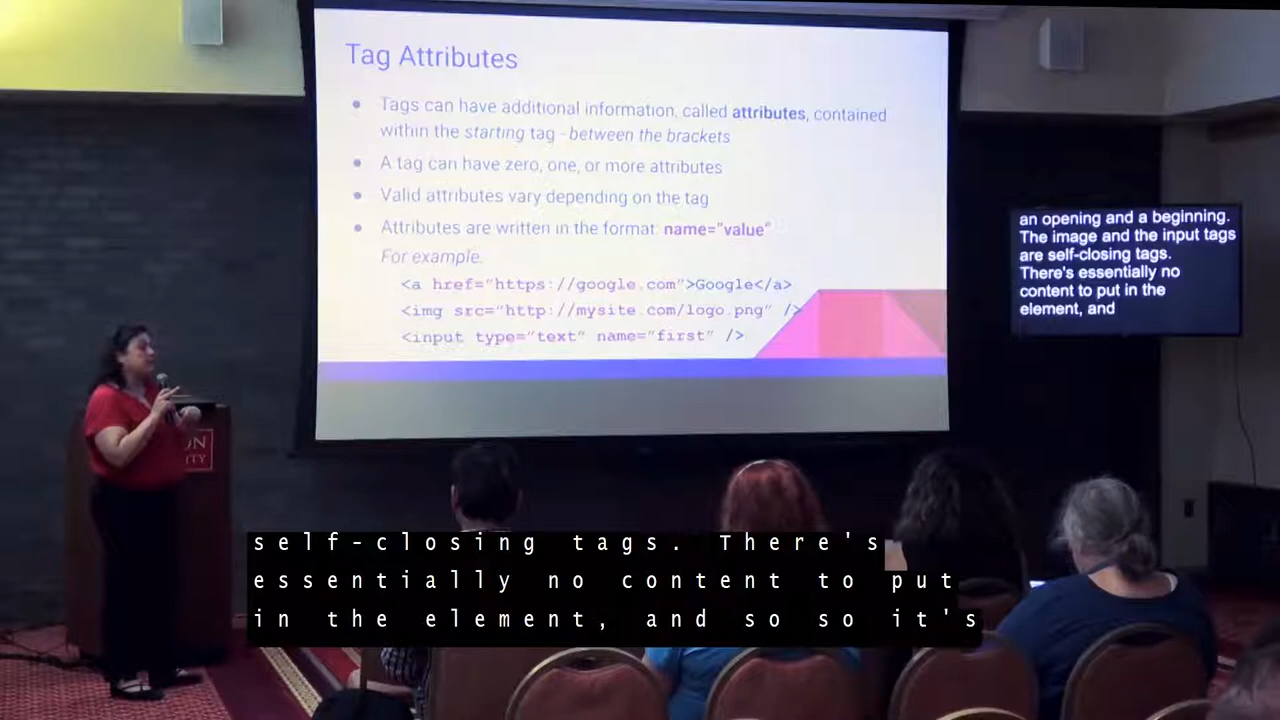 Tag Attributes
● Tags can have additional information, called attributes, contained
within the starting tag - between the brackets
● A tag can have zero, one, or more attributes
● Valid attributes vary depending on the tag
● Attributes are written in the format: name="value"
For example:
<a href="https://google.com">Google</a>
<img src="http://mysite.com/logo.png" />
<input type="text" name="first" />
an opening and a beginning.
The image and the input tags
are self-closing tags.
There's essentially no
content to put in the
element, and
ON
ITY
self-closing tags. There's
essentially no content to put
in the element, and so so it's